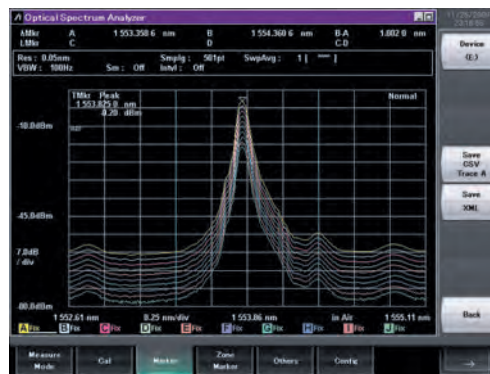 Optical Spectrum Analyzer
λMkr A 1 553.358 6 nm B 1 554.360 6 nm B-A 1.002 0 nm
LMkr C D C-D
Res : 0.05nm Smplg : 501pt SwpAvg : 1 |
VBW : 100Hz Sm : Off Intvl : Off
TMkr Peak Normal
1 553.825 0 nm
-0.20 dBm
-10.0dBm
-45.0dBm
7.0dB
/ div
-80.0dBm
1 552.61 nm 0.25 nm/div 1 553.86 nm in Air 1 555.11 nm
A Fix B Fix C Fix D Fix E Fix F Fix G Fix H Fix I Fix J Fix
Measure Mode Cal Marker Zone Marker Others Config →
Device
(E:)
Save
CSV
Trace A
Save
XML
Back